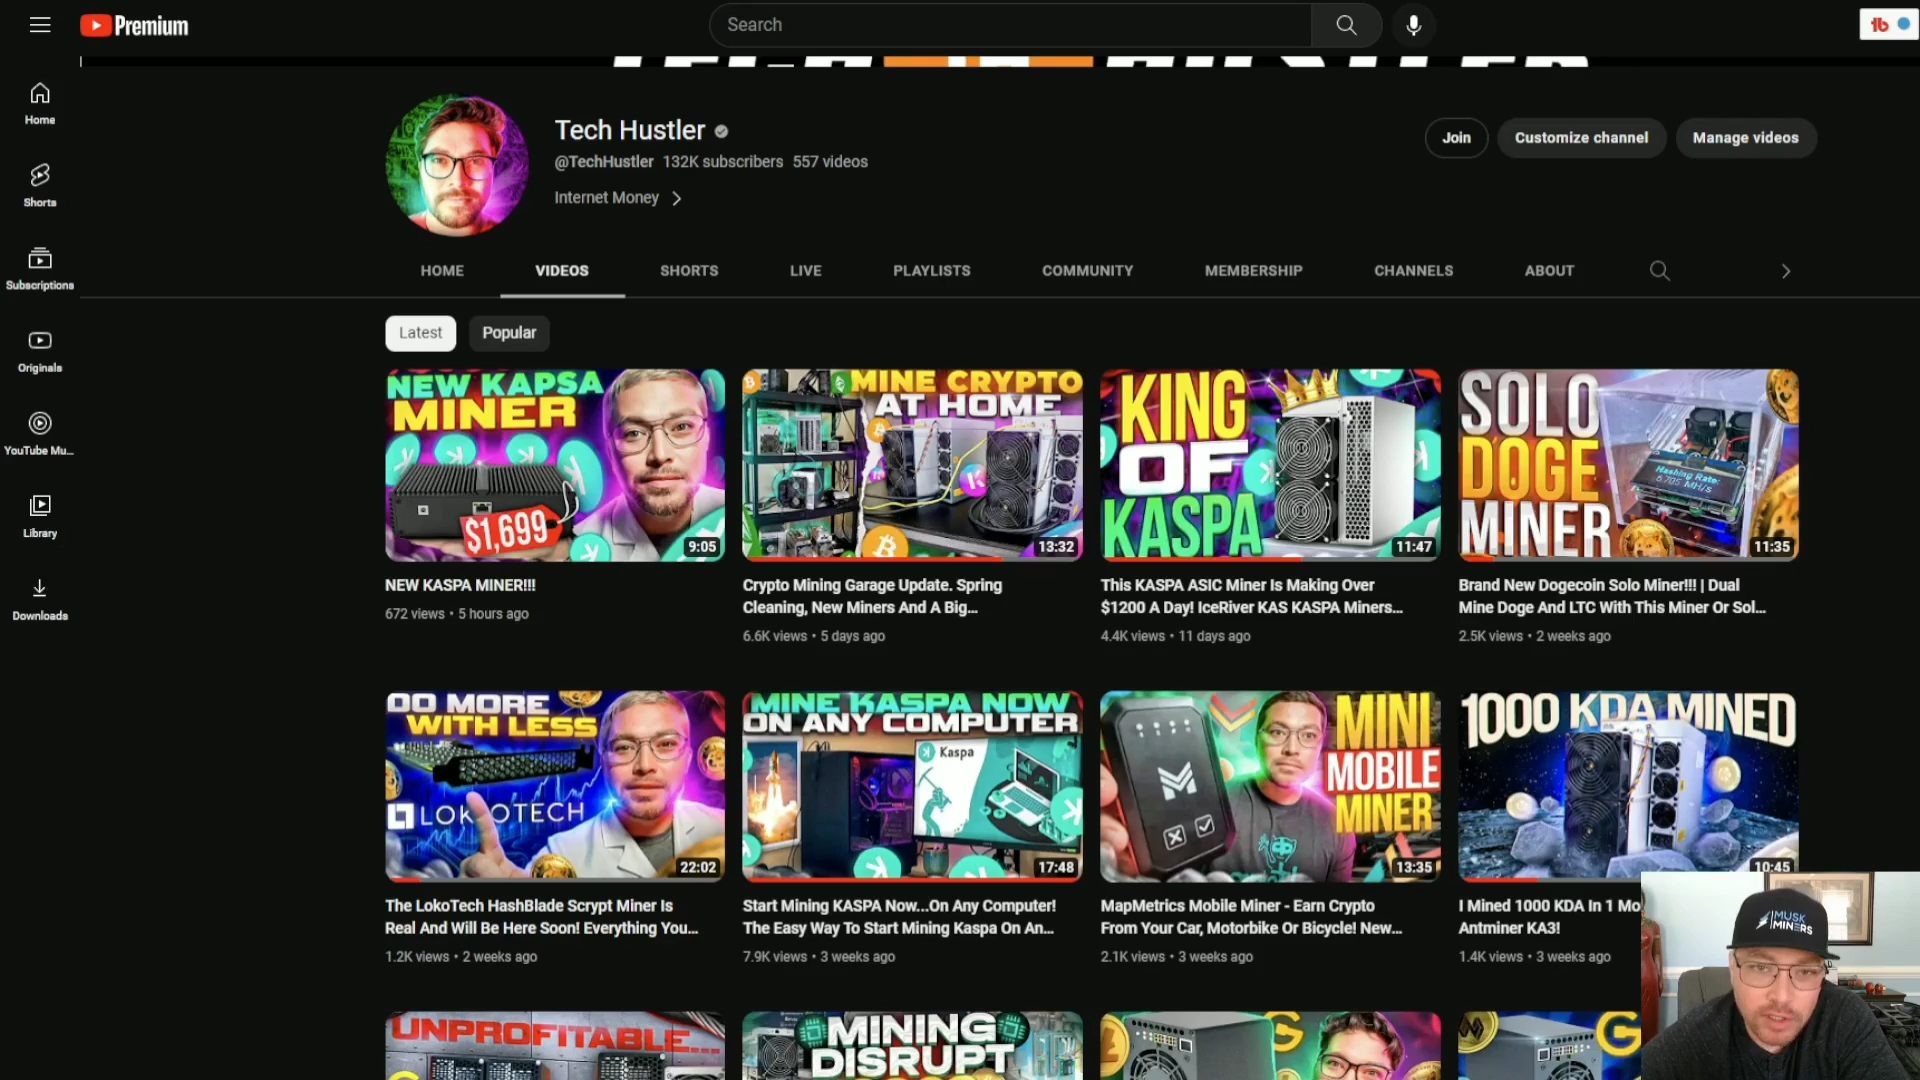 Premium
Search
Home
Shorts
Subscriptions
Originals
YouTube Mu...
Library
Downloads
Tech Hustler
@TechHustler 132K subscribers 557 videos
Internet Money
Join
Customize channel
Manage videos
HOME
VIDEOS
SHORTS
LIVE
PLAYLISTS
COMMUNITY
MEMBERSHIP
CHANNELS
ABOUT
Latest
Popular
NEW KAPSA
MINER
$1,699
9:05
NEW KASPA MINER!!!
672 views • 5 hours ago
MINE CRYPTO
AT HOME
13:32
Crypto Mining Garage Update. Spring
Cleaning, New Miners And A Big...
6.6K views • 5 days ago
KING
OF
KASPA
11:47
This KASPA ASIC Miner Is Making Over
$1200 A Day! IceRiver KAS KASPA Miners...
4.4K views • 11 days ago
SOLO
DOGE
MINER
Hashing Rate:
6.705 MH/s
11:35
Brand New Dogecoin Solo Miner!!! | Dual
Mine Doge And LTC With This Miner Or Sol...
2.5K views • 2 weeks ago
DO MORE
WITH LESS
LOKOTECH
22:02
The LokoTech HashBlade Scrypt Miner Is
Real And Will Be Here Soon! Everything You...
1.2K views • 2 weeks ago
MINE KASPA NOW
ON ANY COMPUTER
Kaspa
17:48
Start Mining KASPA Now...On Any Computer!
The Easy Way To Start Mining Kaspa On An...
7.9K views • 3 weeks ago
MINI
MOBILE
MINER
13:35
MapMetrics Mobile Miner - Earn Crypto
From Your Car, Motorbike Or Bicycle! New...
2.1K views • 3 weeks ago
1000 KDA MINED
10:45
I Mined 1000 KDA In 1 Mo
Antminer KA3!
1.4K views • 3 weeks ago
MUSK
MINERS
UNPROFITABLE...
MINING
DISRUPT